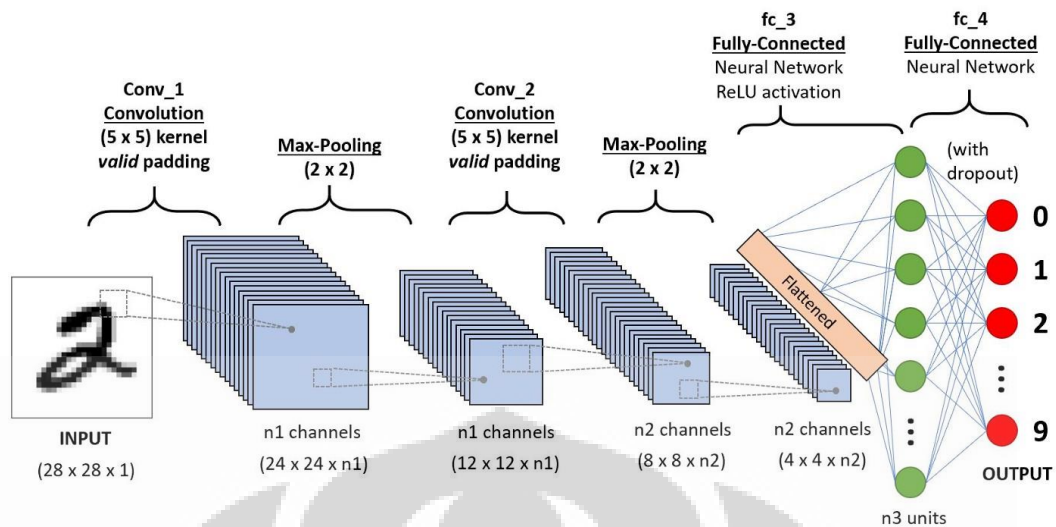 fc_3
Fully-Connected
Neural Network
ReLU activation
fc_4
Fully-Connected
Neural Network
Conv_1
Convolution
(5 x 5) kernel
valid padding
Max-Pooling
(2 x 2)
Conv_2
Convolution
(5 x 5) kernel
valid padding
Max-Pooling
(2 x 2)
(with
dropout)
2
Flattened
0
1
2
9
INPUT
(28 x 28 x 1)
n1 channels
(24 x 24 x n1)
n1 channels
(12 x 12 x n1)
n2 channels
(8 x 8 x n2)
n2 channels
(4 x 4 x n2)
n3 units
OUTPUT